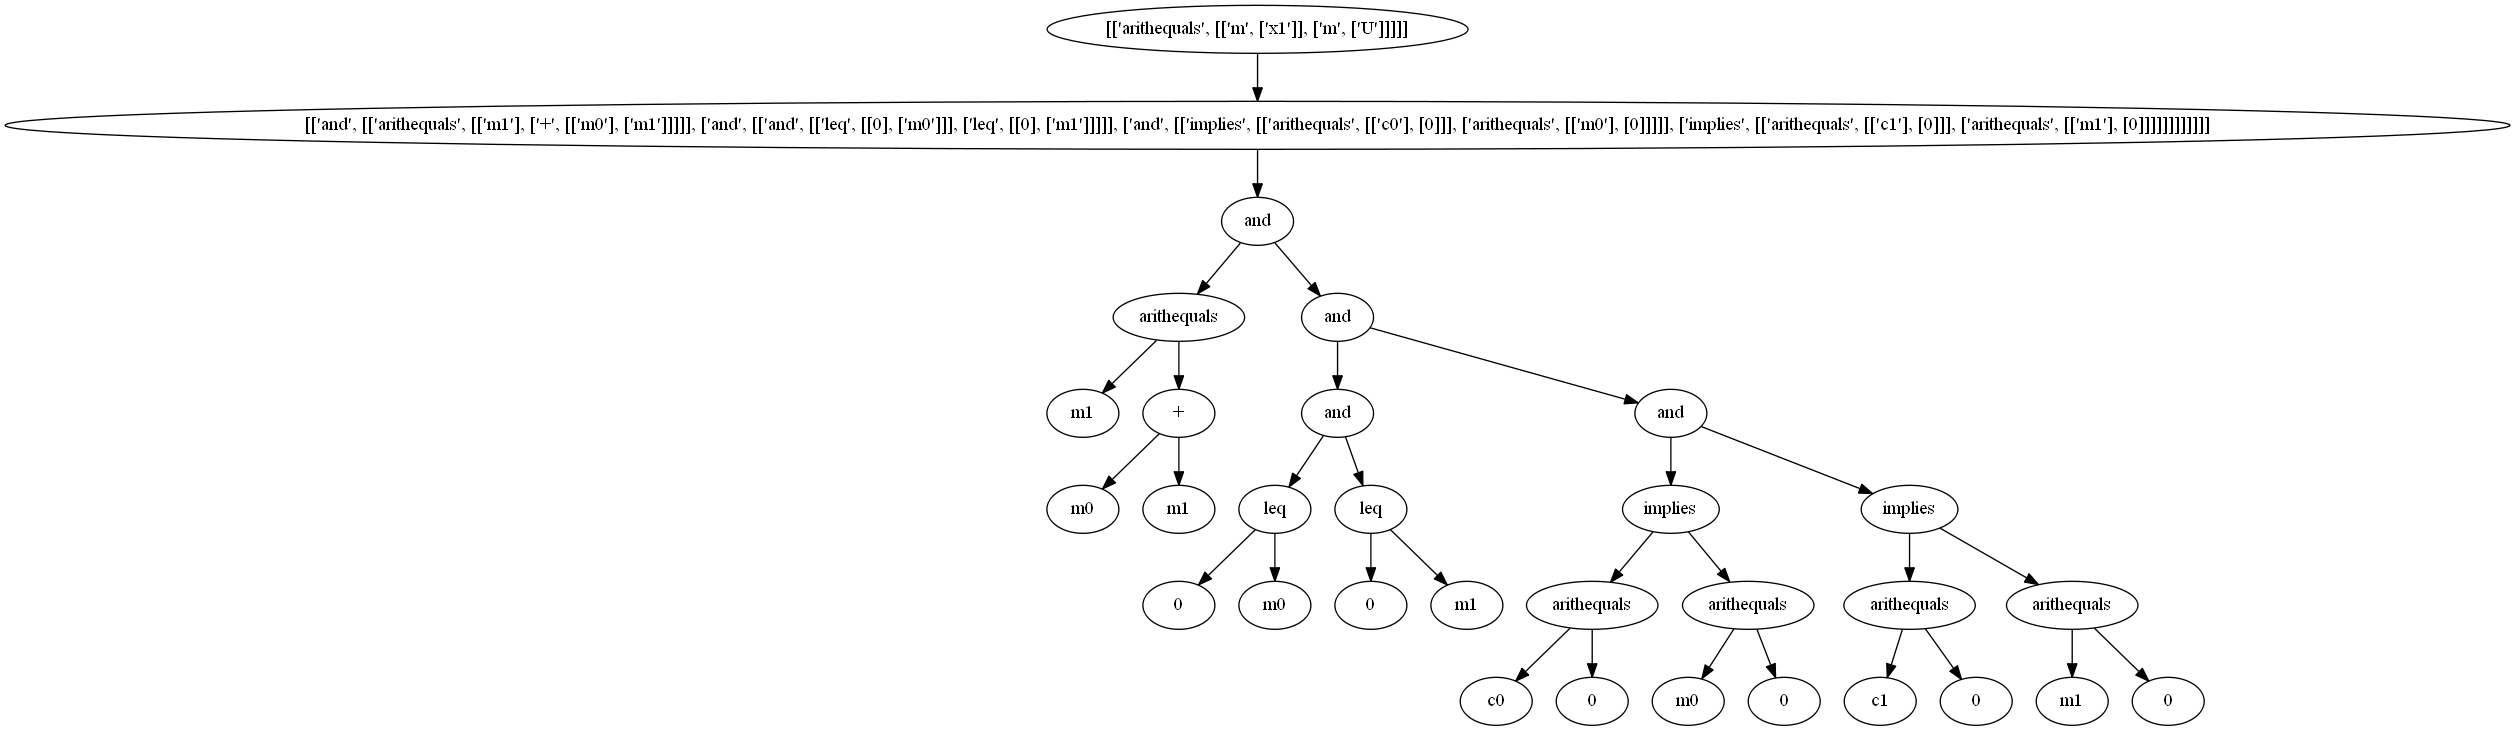 [['arithequals', [['m', ['x1']], ['m', ['U']]]]]
[['and', [['arithequals', [['m1'], ['+', [['m0'], ['m1']]]]], ['and', [['and', [['leq', [[0], ['m0']]], ['leq', [[0], ['m1']]]]], ['and', [['implies', [['arithequals', [['c0'], [0]]], ['arithequals', [['m0'], [0]]]]], ['implies', [['arithequals', [['c1'], [0]]], ['arithequals', [['m1'], [0]]]]]]]]]]]]
and
arithequals and
m1 + and and
m0 m1 leq leq implies implies
0 m0 0 m1 arithequals arithequals arithequals arithequals
c0 0 m0 0 c1 0 m1 0